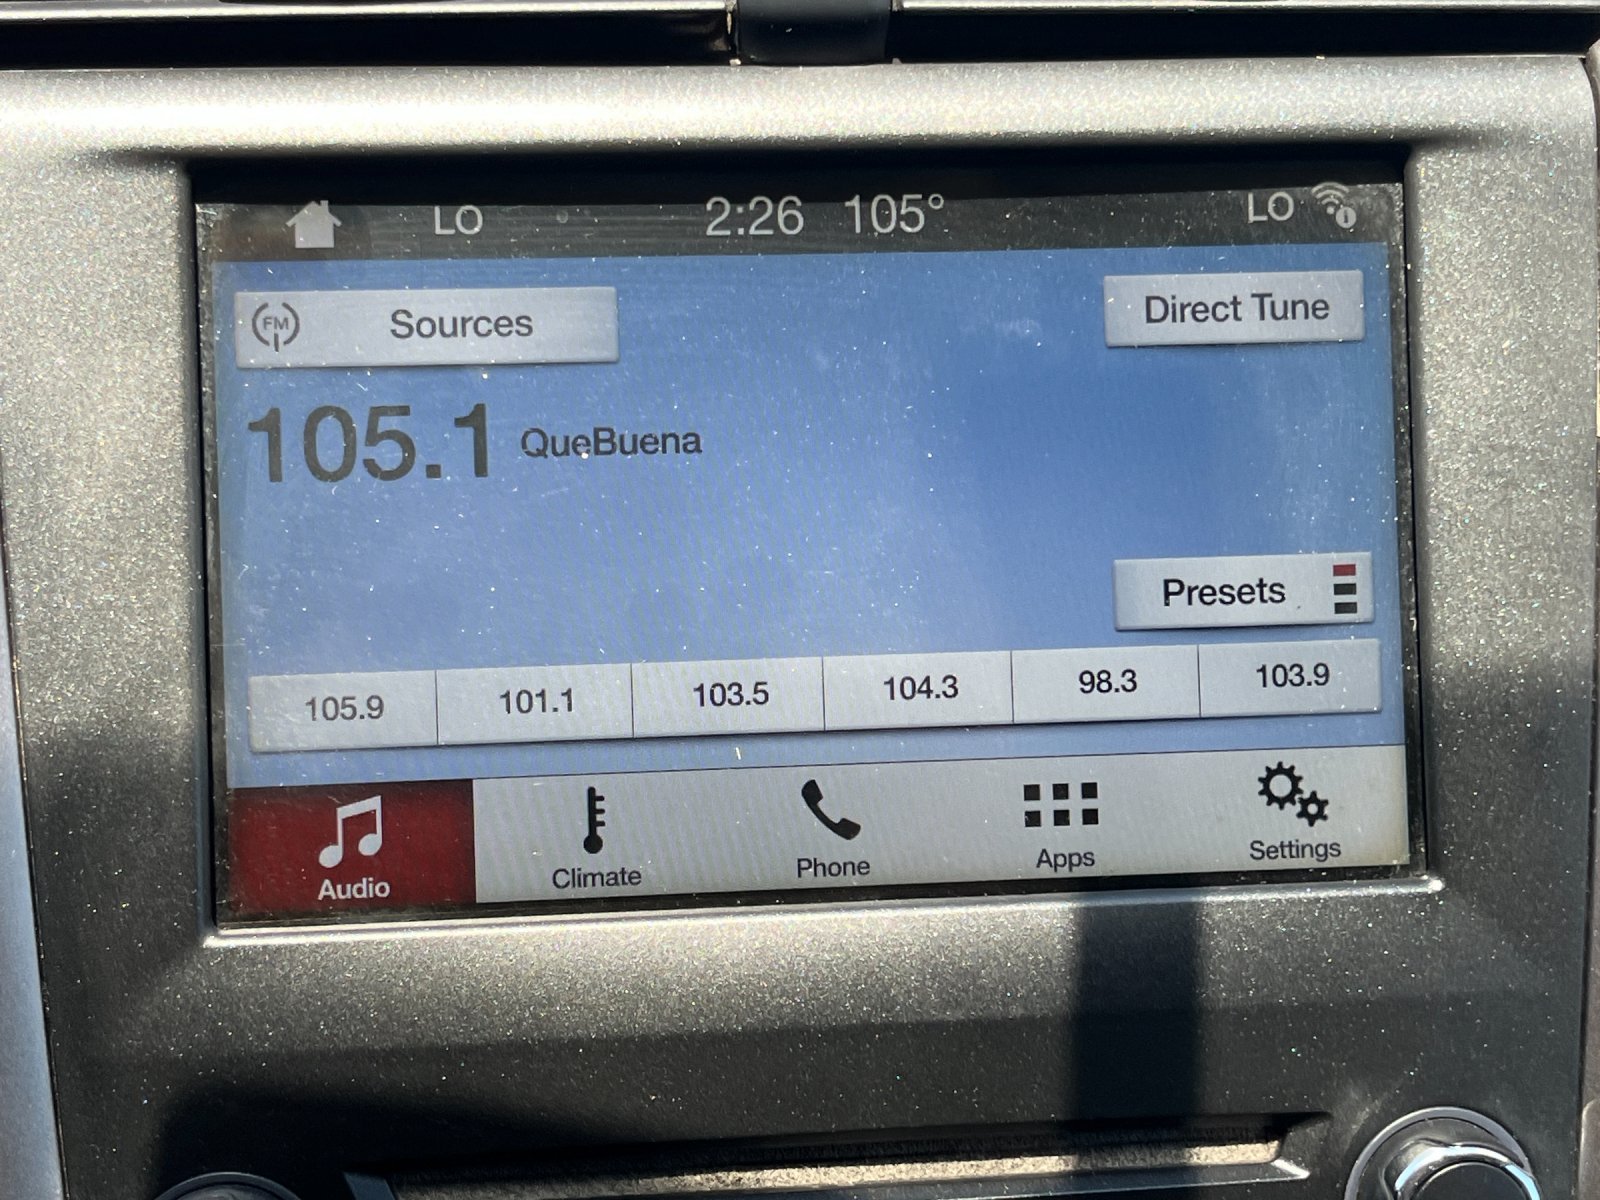 LO 2:26 105° LO
FM Sources Direct Tune
105.1 QueBuena
Presets
105.9 101.1 103.5 104.3 98.3 103.9
Audio Climate Phone Apps Settings